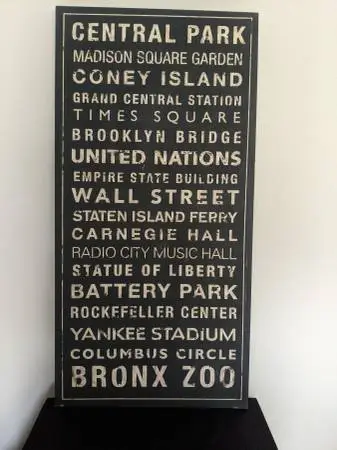 CENTRAL PARK
MADISON SQUARE GARDEN
CONEY ISLAND
GRAND CENTRAL STATION
TIMES SQUARE
BROOKLYN BRIDGE
UNITED NATIONS
EMPIRE STATE BUILDING
WALL STREET
STATEN ISLAND FERRY
CARNEGIE HALL
RADIO CITY MUSIC HALL
STATUE OF LIBERTY
BATTERY PARK
ROCKEFELLER CENTER
YANKEE STADIUM
COLUMBUS CIRCLE
BRONX ZOO